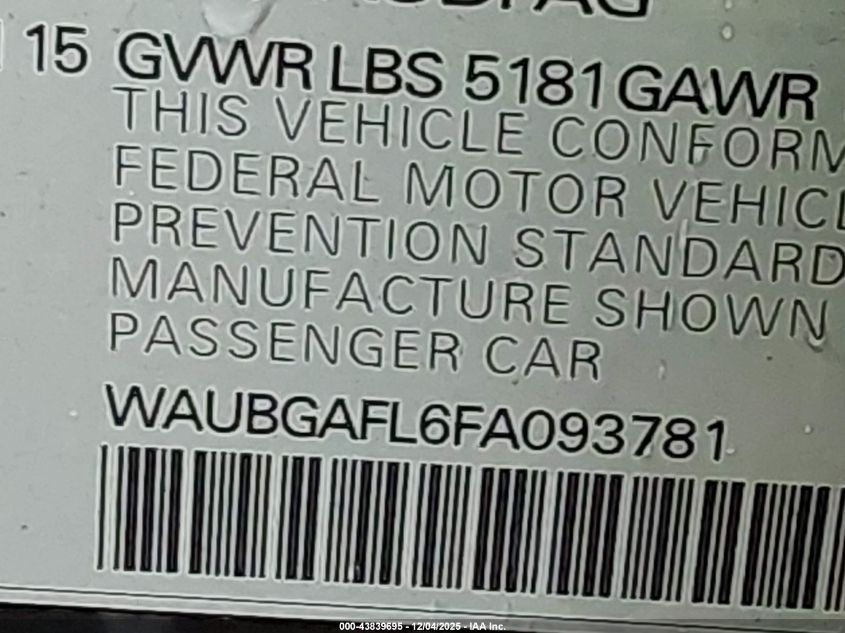 AG
15 GVWR LBS 5181 GAWR
THIS VEHICLE CONFORM
FEDERAL MOTOR VEHICL
PREVENTION STANDARD
MANUFACTURE SHOWN
PASSENGER CAR
WAUBGAFL6FA093781
000-43839695 - 12/04/2025 - IAA Inc.